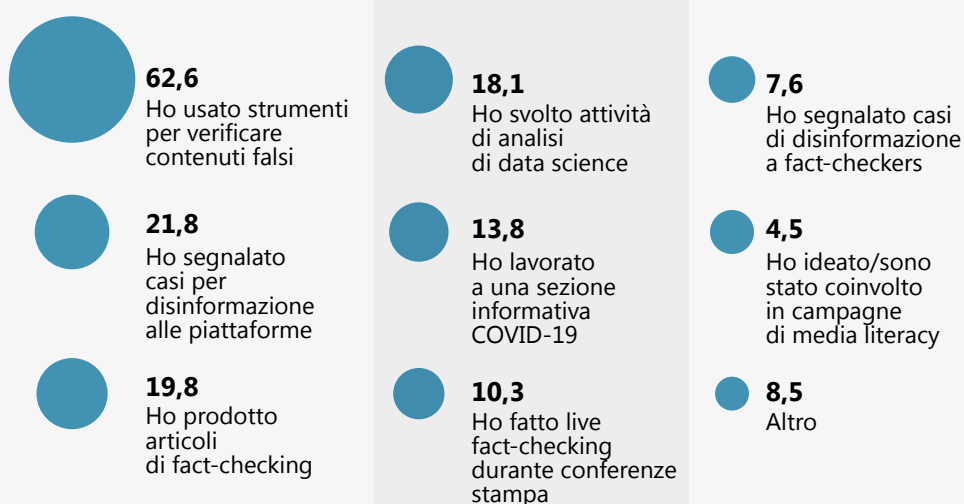 62,6
Ho usato strumenti
per verificare
contenuti falsi
21,8
Ho segnalato
casi per
disinformazione
alle piattaforme
19,8
Ho prodotto
articoli
di fact-checking
18,1
Ho svolto attività
di analisi
di data science
13,8
Ho lavorato
a una sezione
informativa
COVID-19
10,3
Ho fatto live
fact-checking
durante conferenze
stampa
7,6
Ho segnalato casi
di disinformazione
a fact-checkers
4,5
Ho ideato/sono
stato coinvolto
in campagne
di media literacy
8,5
Altro